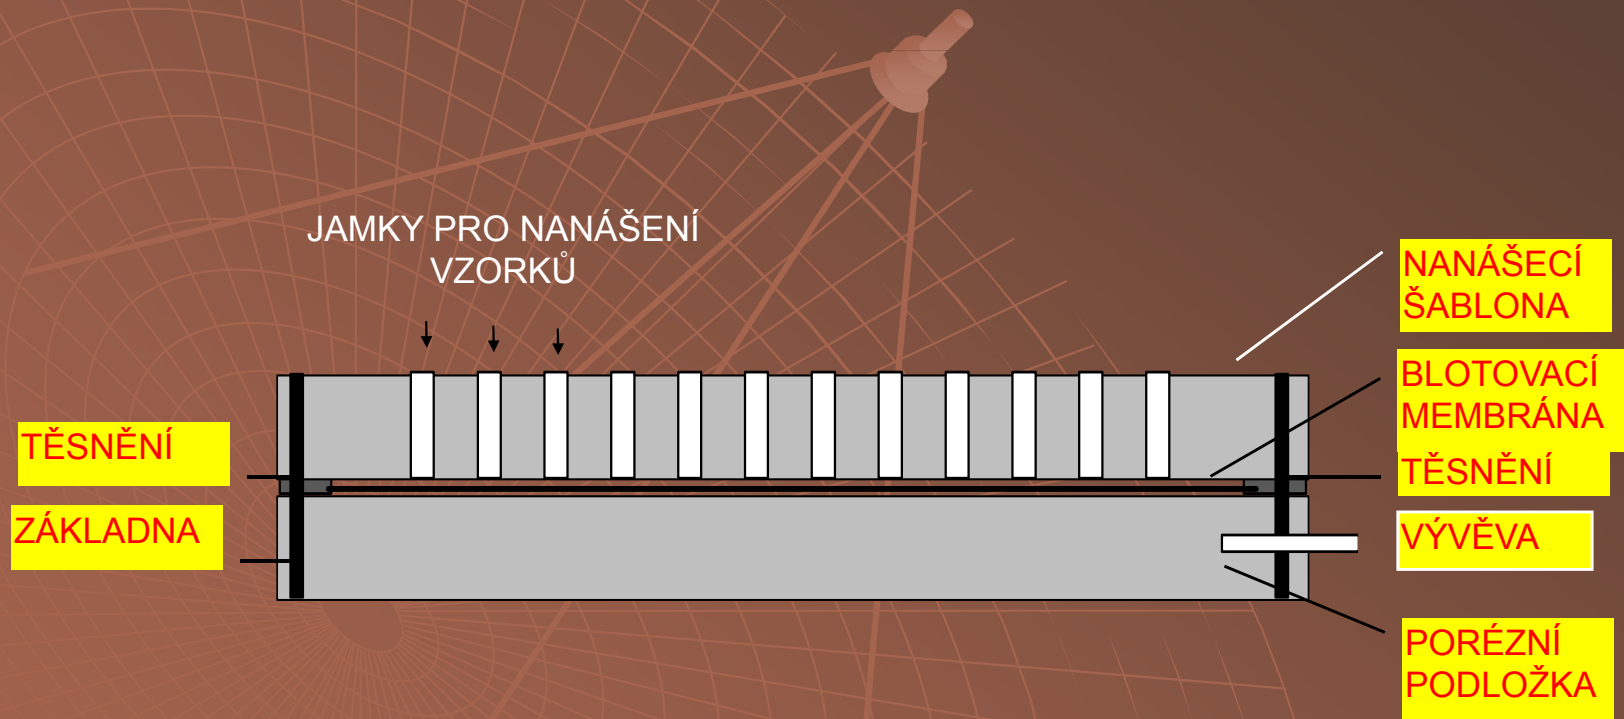 JAMKY PRO NANÁŠENÍ
VZORKŮ
TĚSNĚNÍ
ZÁKLADNA
NANÁŠECÍ
ŠABLONA
BLOTOVACÍ
MEMBRÁNA
TĚSNĚNÍ
VÝVĚVA
PORÉZNÍ
PODLOŽKA